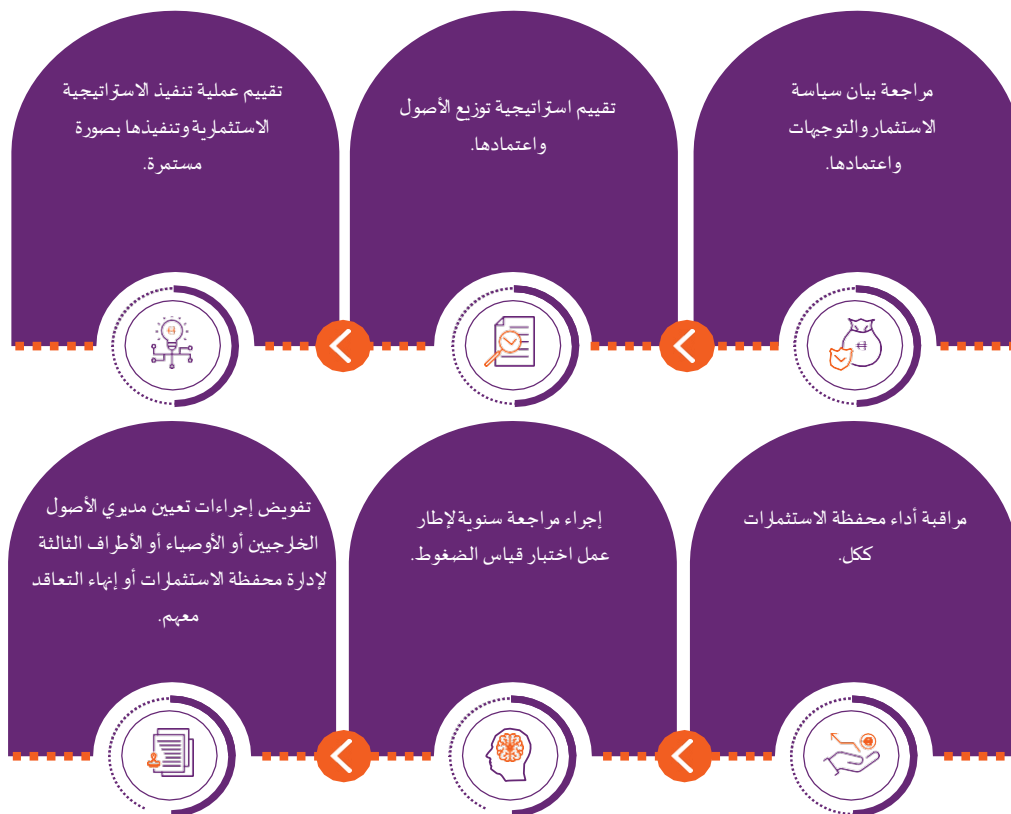 مراجعة بيان سياسة
الاستثمار والتوجيهات
واعتمادها.
تقييم استراتيجية توزيع الأصول
واعتمادها.
تقييم عملية تنفيذ الاستراتيجية
الاستثمارية وتنفيذها بصورة
مستمرة.
مراقبة أداء محفظة الاستثمارات
ككل.
إجراء مراجعة سنوية لإطار
عمل اختبار قياس الضغوط.
تفويض إجراءات تعيين مديري الأصول
الخارجيين أو الأوصياء أو الأطراف الثالثة
لإدارة محفظة الاستثمارات أو إنهاء التعاقد
معهم.